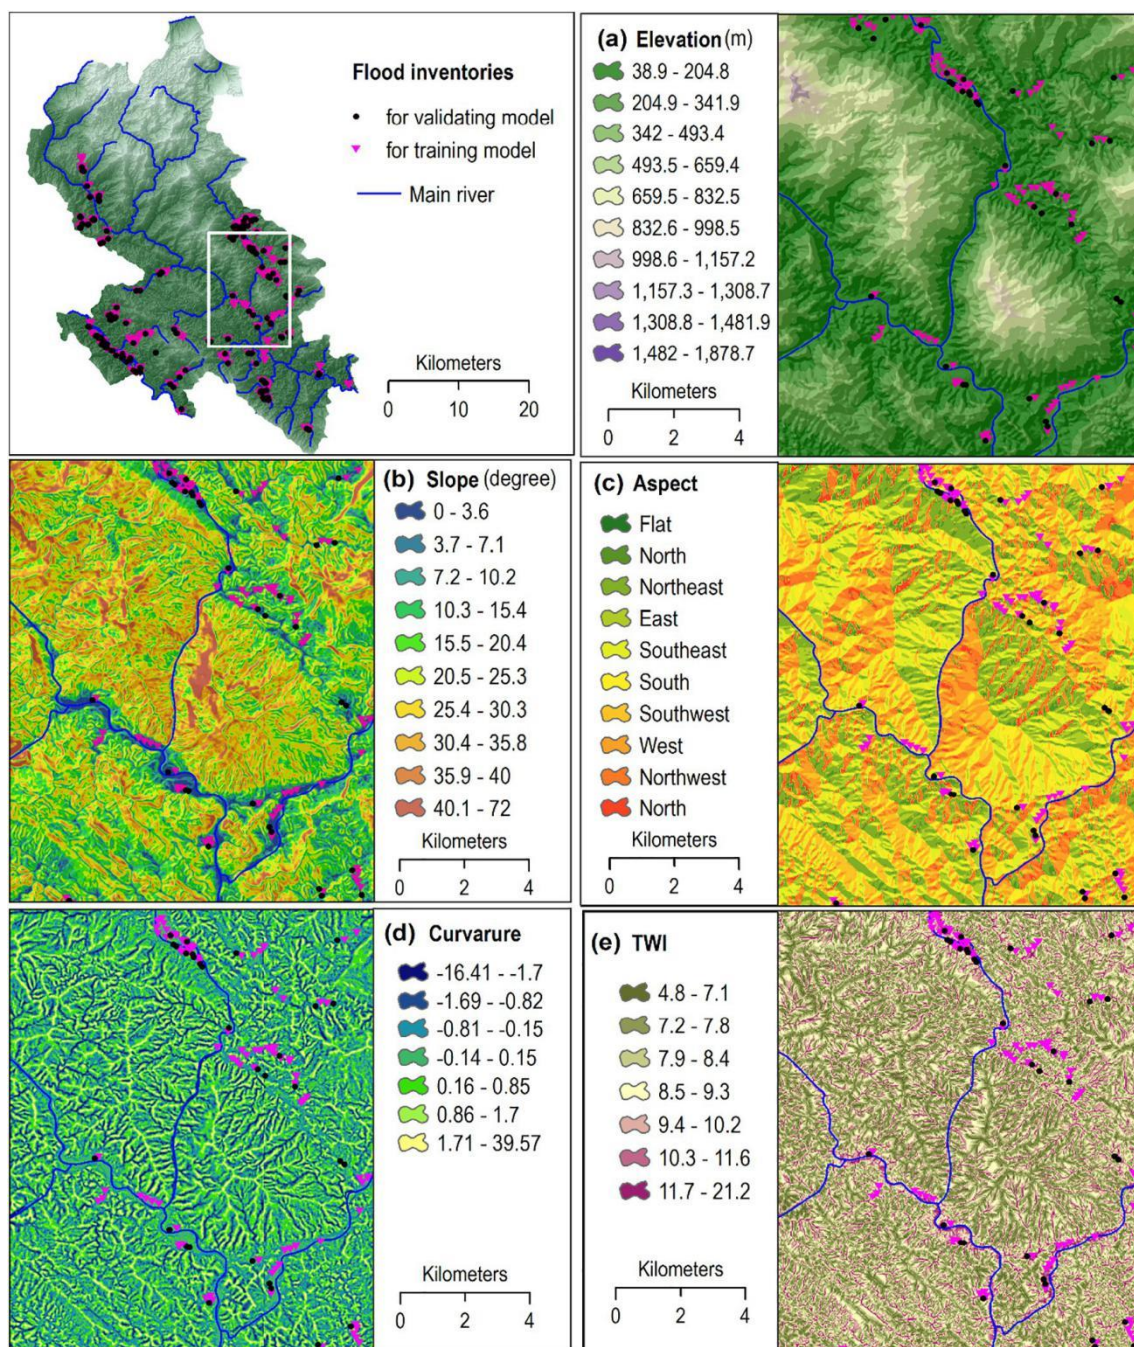 Flood inventories
for validating model
for training model
Main river
Kilometers
0 10 20
(a) Elevation (m)
38.9 - 204.8
204.9 - 341.9
342 - 493.4
493.5 - 659.4
659.5 - 832.5
832.6 - 998.5
998.6 - 1,157.2
1,157.3 - 1,308.7
1,308.8 - 1,481.9
1,482 - 1,878.7
Kilometers
0 2 4
(b) Slope (degree)
0 - 3.6
3.7 - 7.1
7.2 - 10.2
10.3 - 15.4
15.5 - 20.4
20.5 - 25.3
25.4 - 30.3
30.4 - 35.8
35.9 - 40
40.1 - 72
Kilometers
0 2 4
(c) Aspect
Flat
North
Northeast
East
Southeast
South
Southwest
West
Northwest
North
Kilometers
0 2 4
(d) Curvarure
-16.41 - -1.7
-1.69 - -0.82
-0.81 - -0.15
-0.14 - 0.15
0.16 - 0.85
0.86 - 1.7
1.71 - 39.57
Kilometers
0 2 4
(e) TWI
4.8 - 7.1
7.2 - 7.8
7.9 - 8.4
8.5 - 9.3
9.4 - 10.2
10.3 - 11.6
11.7 - 21.2
Kilometers
0 2 4